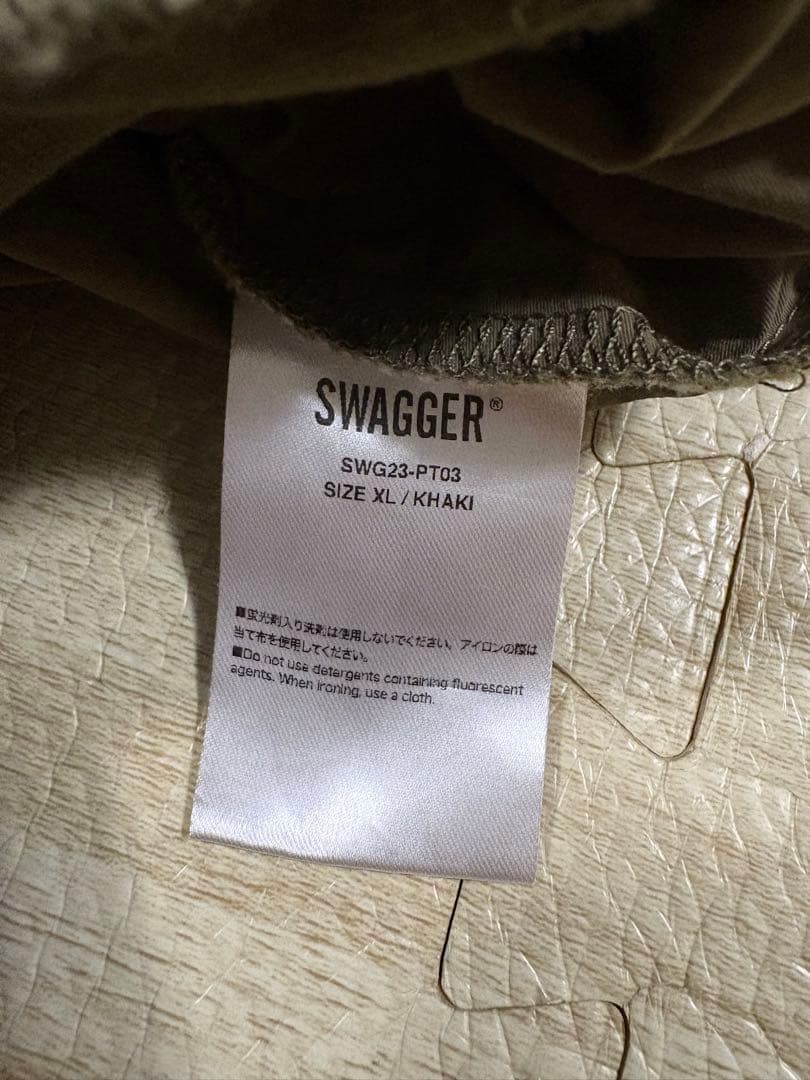 SWAGGER®
SWG23-PT03
SIZE XL / KHAKI
■蛍光剤入り洗剤は使用しないでください。アイロンの際は
当て布を使用してください。
■Do not use detergents containing fluorescent
agents. When ironing, use a cloth.